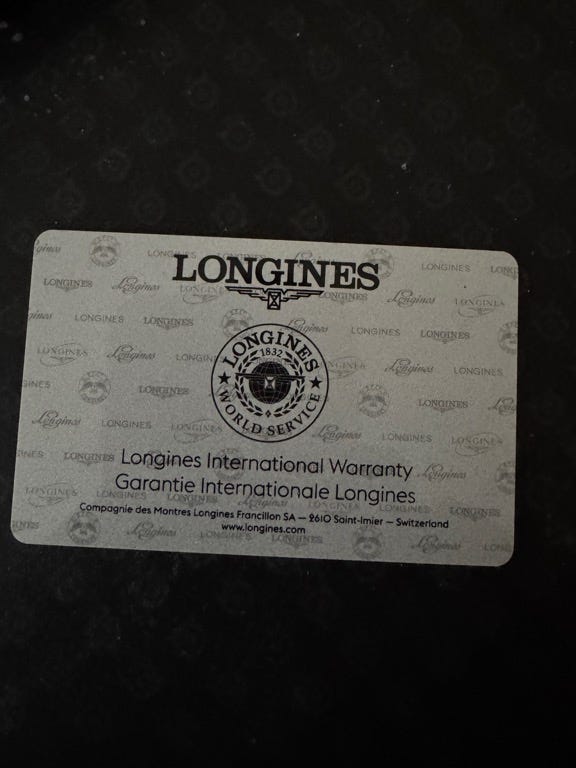 LONGINES
LONGINES
1832
WORLD SERVICE
Longines International Warranty
Garantie Internationale Longines
Compagnie des Montres Longines Francillon SA — 2610 Saint-Imier — Switzerland
www.longines.com